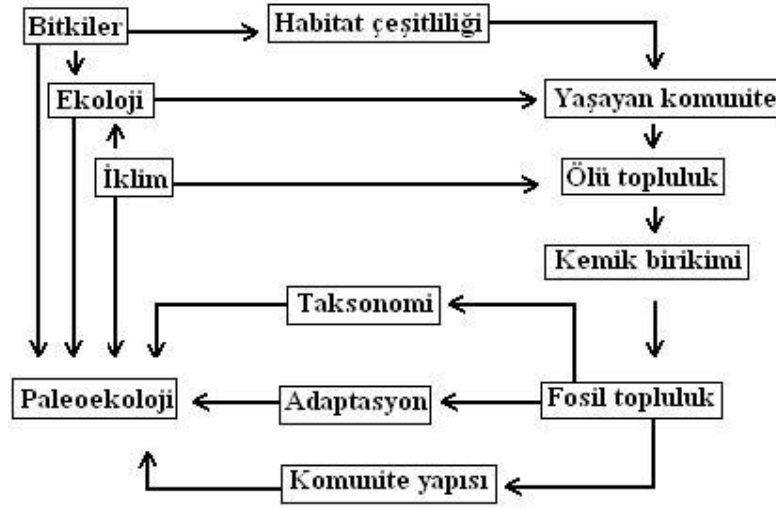 Bitkiler
Habitat çeşitliliği
Ekoloji
Yaşayan komunite
İklim
Ölü topluluk
Kemik birikimi
Taksonomi
Paleoekoloji
Adaptasyon
Fosil topluluk
Komunite yapısı